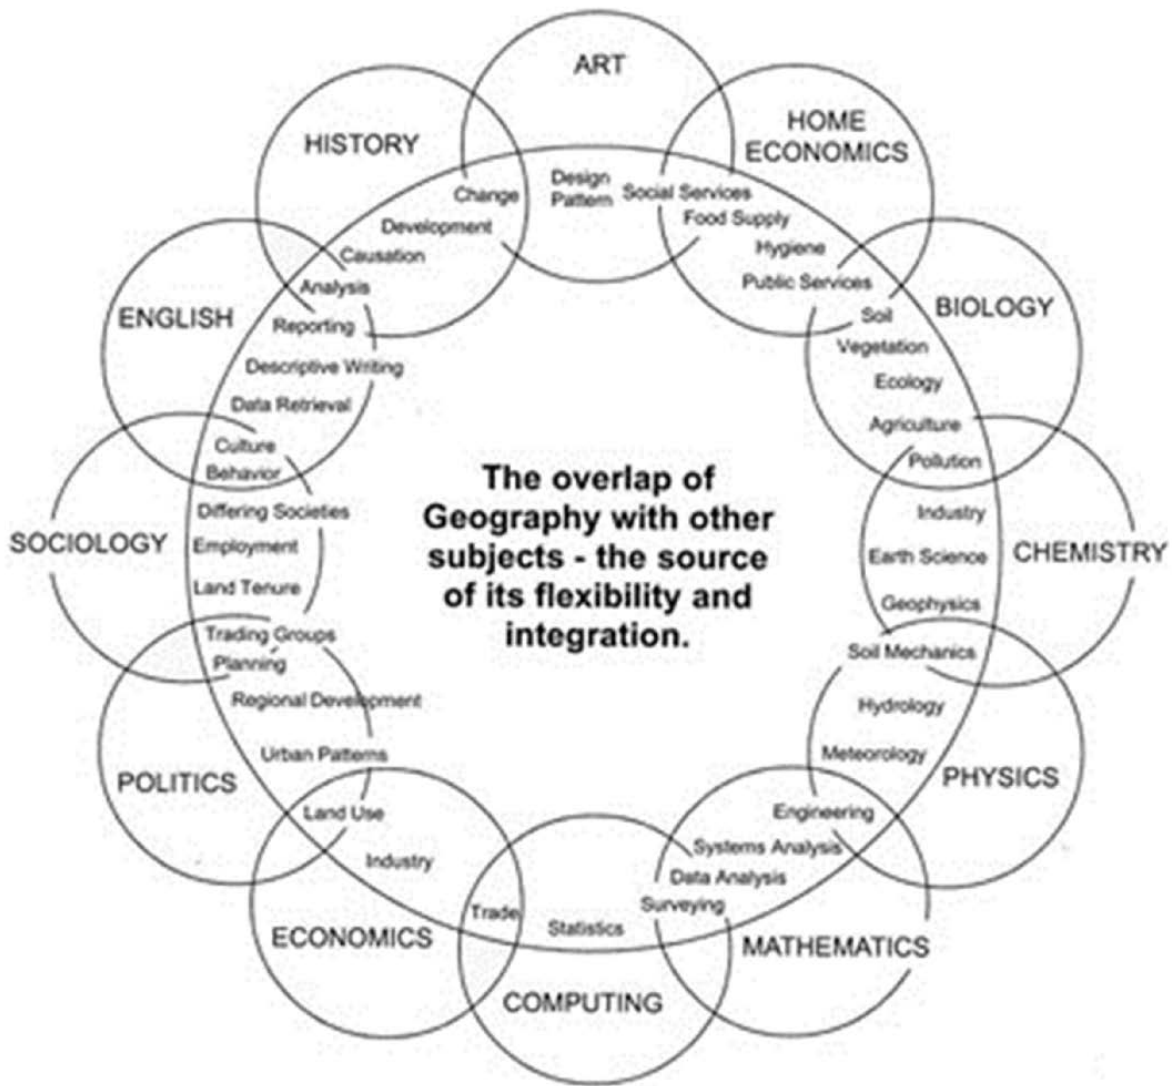 ART
HOME
ECONOMICS
HISTORY
Design
Pattern
Social Services
Change
Food Supply
Development
Hygiene
Causation
Public Services
Analysis
BIOLOGY
ENGLISH
Soil
Reporting
Vegetation
Descriptive Writing
Ecology
Data Retrieval
Agriculture
Culture
Pollution
Behavior
The overlap of
Geography with other
subjects - the source
of its flexibility and
integration.
Differing Societies
Industry
SOCIOLOGY
Employment
Earth Science
CHEMISTRY
Land Tenure
Geophysics
Trading Groups
Soil Mechanics
Planning
Regional Development
Hydrology
Urban Patterns
Meteorology
POLITICS
PHYSICS
Land Use
Engineering
Industry
Systems Analysis
Data Analysis
Trade
Surveying
Statistics
ECONOMICS
MATHEMATICS
COMPUTING